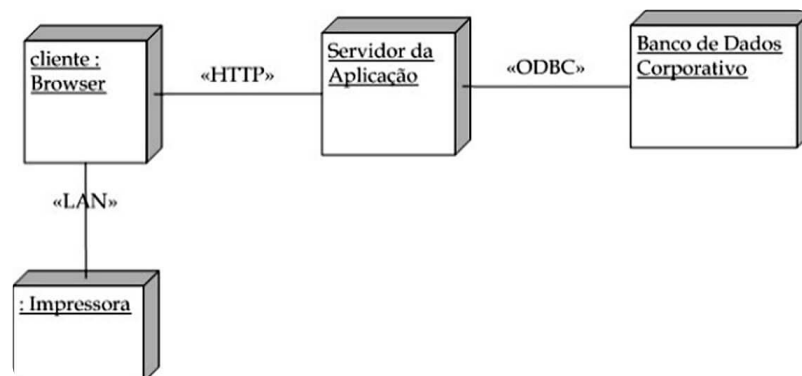 cliente :
Browser
«HTTP»
Servidor da
Aplicação
«ODBC»
Banco de Dados
Corporativo
«LAN»
: Impressora